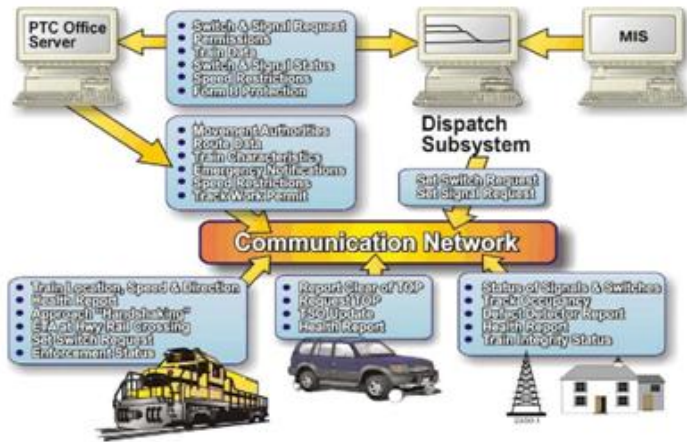 PTC Office
Server
Switch & Signal Request
Permissions
Train Data
Switch & Signal Status
Speed Restrictions
Form B Protection
MIS
Movement Authorities
Route Data
Train Characteristics
Emergency Notifications
Speed Restrictions
Track Work Permit
Dispatch
Subsystem
Set Switch Request
Set Signal Request
Communication Network
Train Location, Speed & Direction
Health Report
Approach "Handshaking"
ETA at Hwy Rail Crossing
Set Switch Request
Enforcement Status
Report Clear of TOP
Request TOP
TSO Update
Health Report
Status of Signals & Switches
Track Occupancy
Defect Detector Report
Health Report
Train Integrity Status